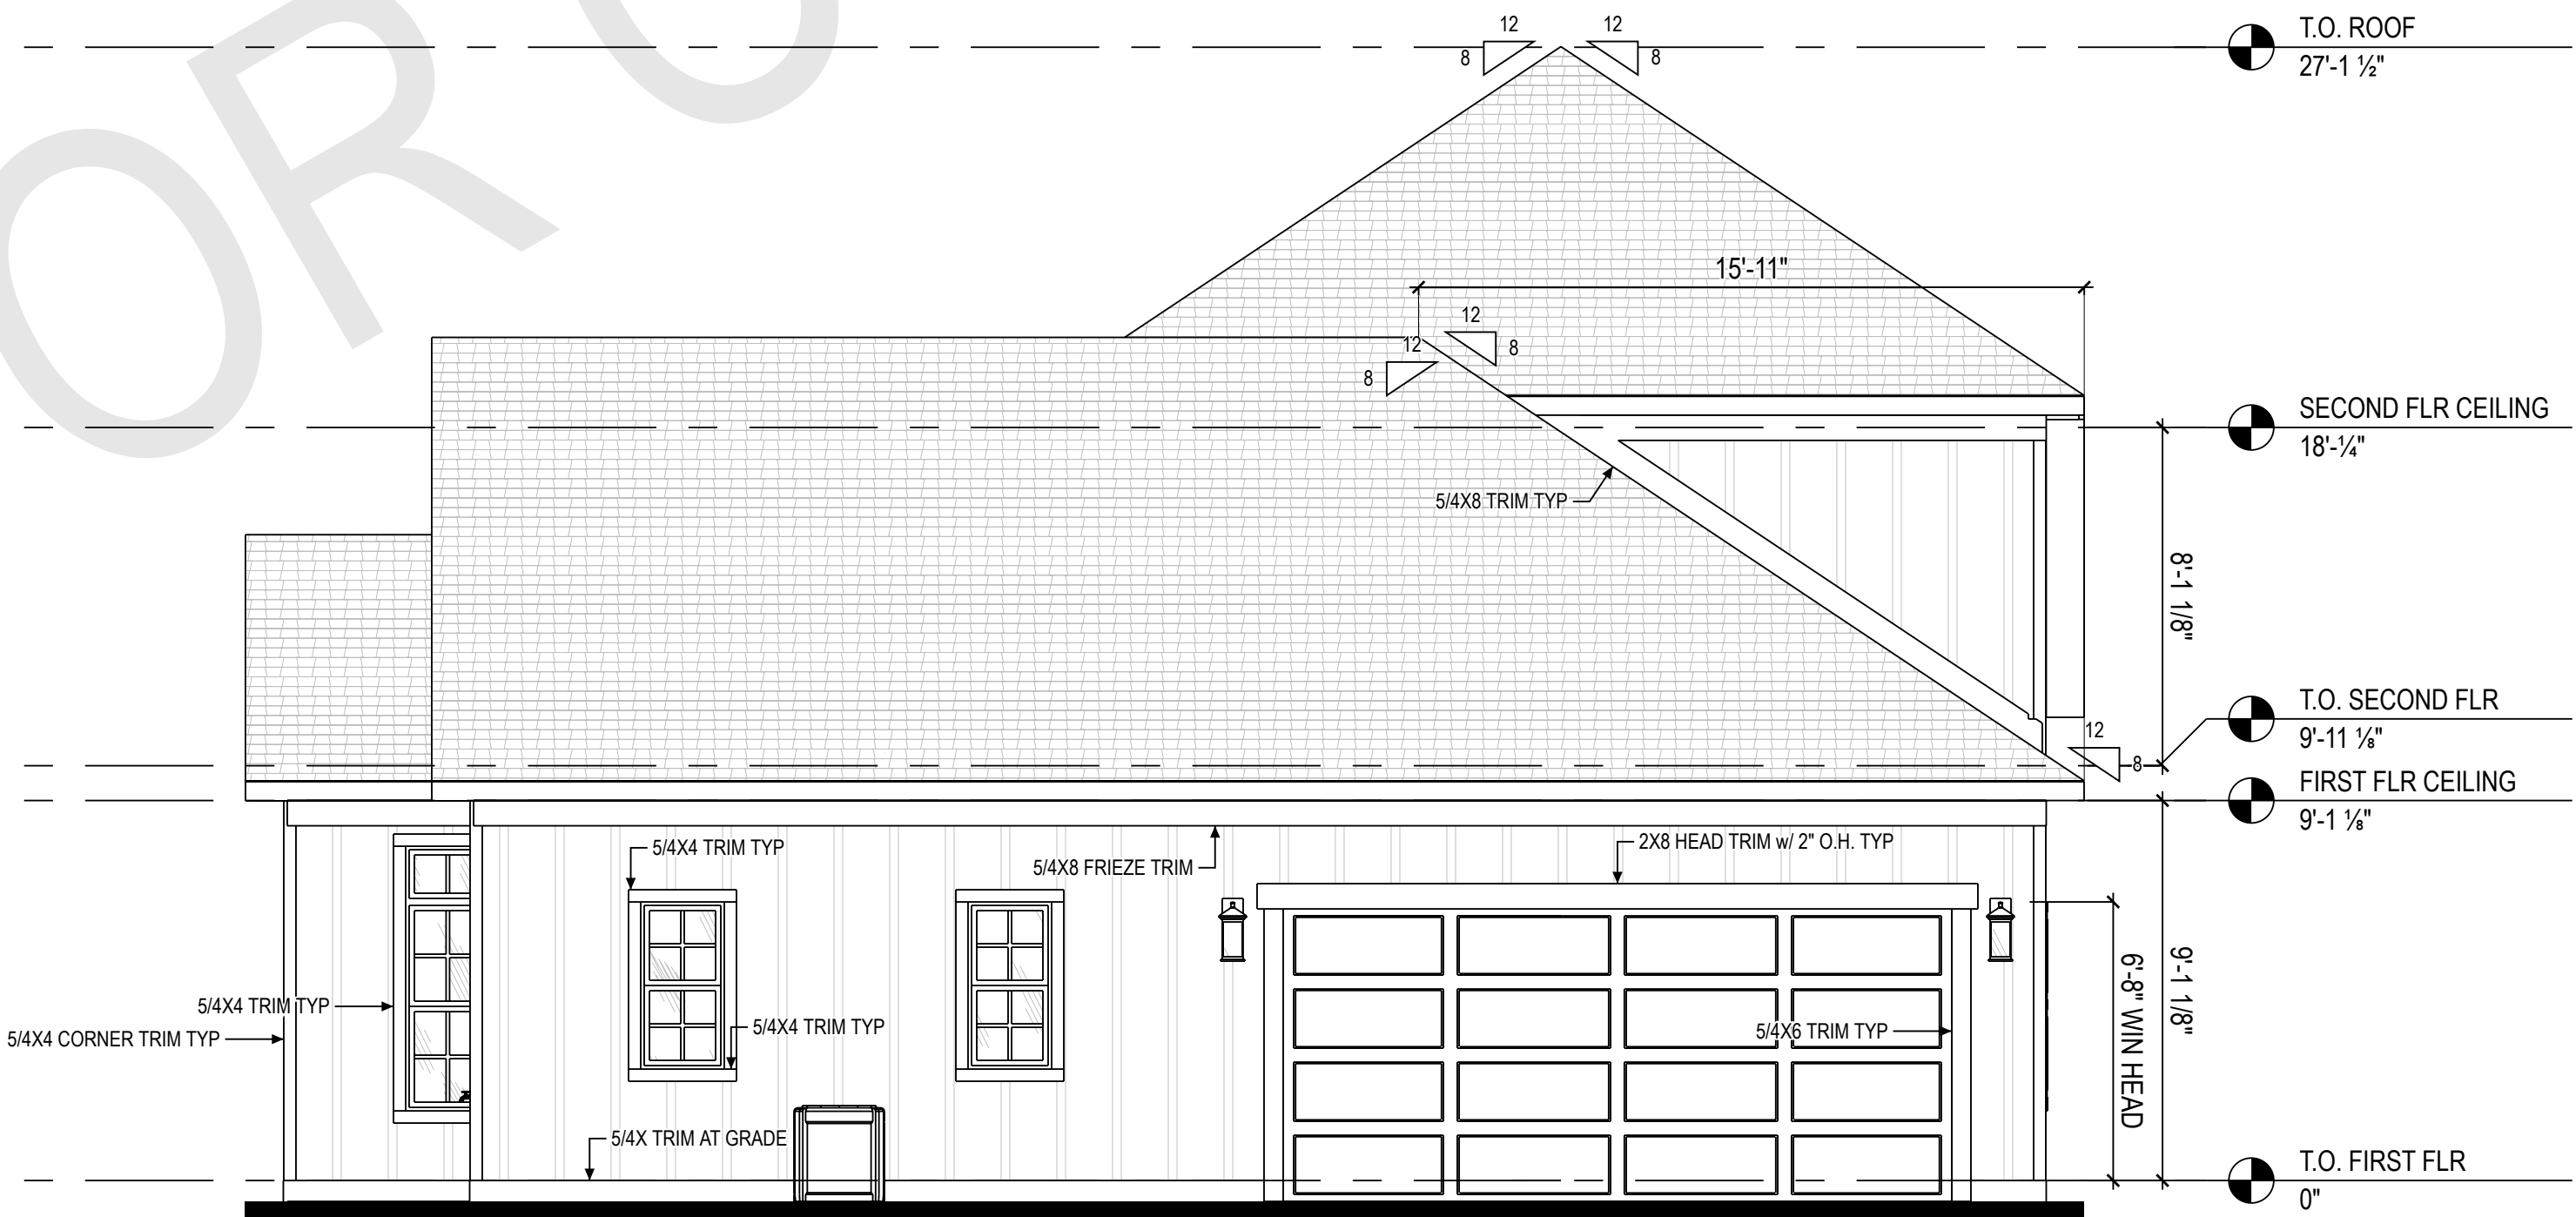 OR C
12
8
12
8
T.O. ROOF
27'-1 ½"
15'-11"
12
8
12
8
SECOND FLR CEILING
18'-¼"
5/4X8 TRIM TYP
8'-1 1/8"
T.O. SECOND FLR
9'-11 ⅛"
12
8
FIRST FLR CEILING
9'-1 ⅛"
5/4X4 TRIM TYP
5/4X8 FRIEZE TRIM
2X8 HEAD TRIM w/ 2" O.H. TYP
5/4X4 TRIM TYP
5/4X4 CORNER TRIM TYP
5/4X4 TRIM TYP
5/4X6 TRIM TYP
6'-8" WIN HEAD
9'-1 1/8"
5/4X TRIM AT GRADE
T.O. FIRST FLR
0"